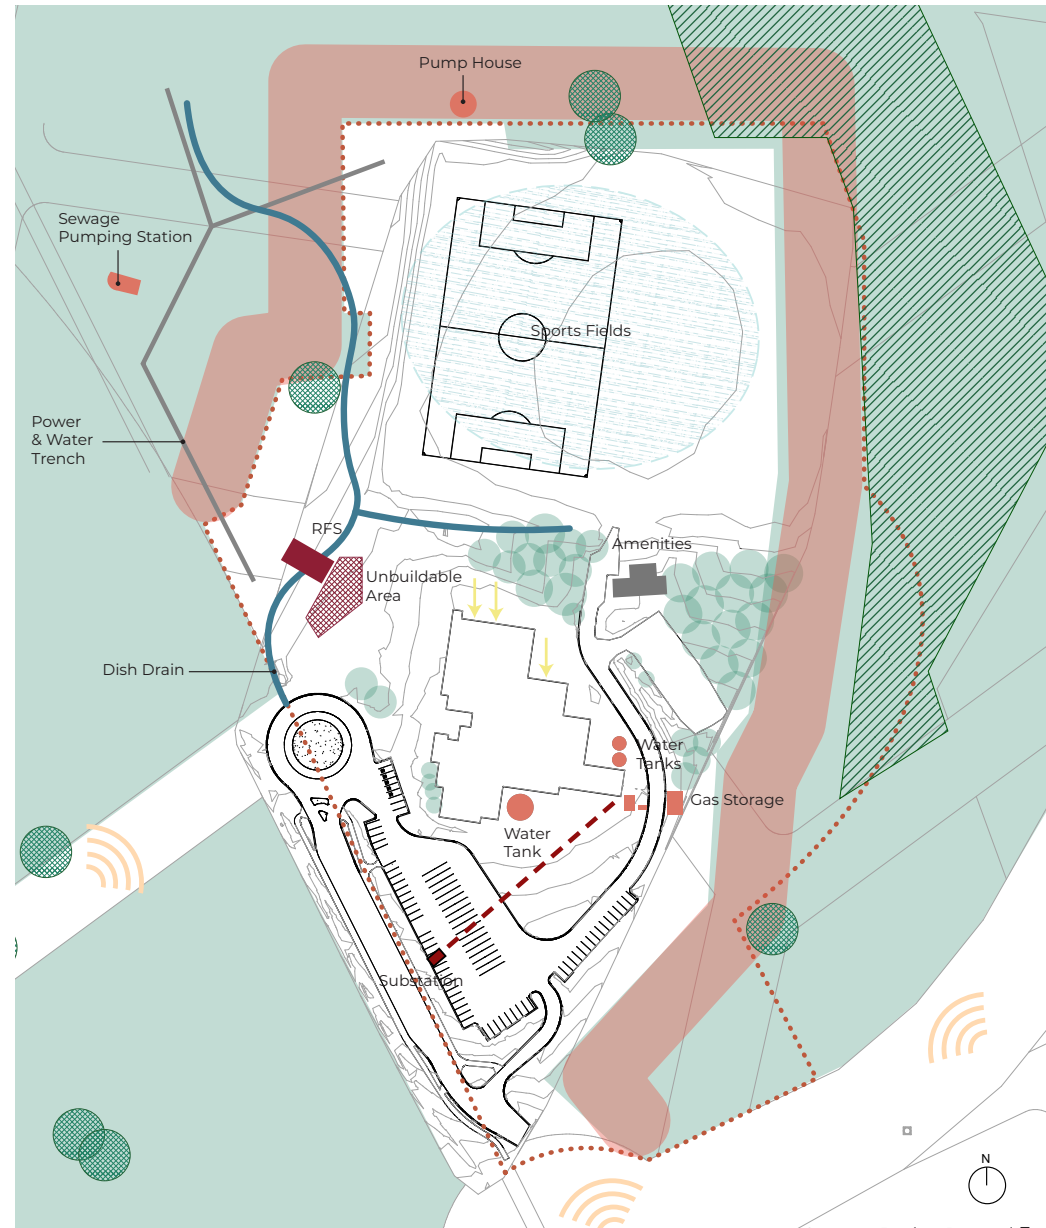 Pump House
Sewage
Pumping Station
Sports Fields
Power
& Water
Trench
RFS
Amenities
Unbuildable
Area
Dish Drain
Water
Tanks
Gas Storage
Water
Tank
Substation
N